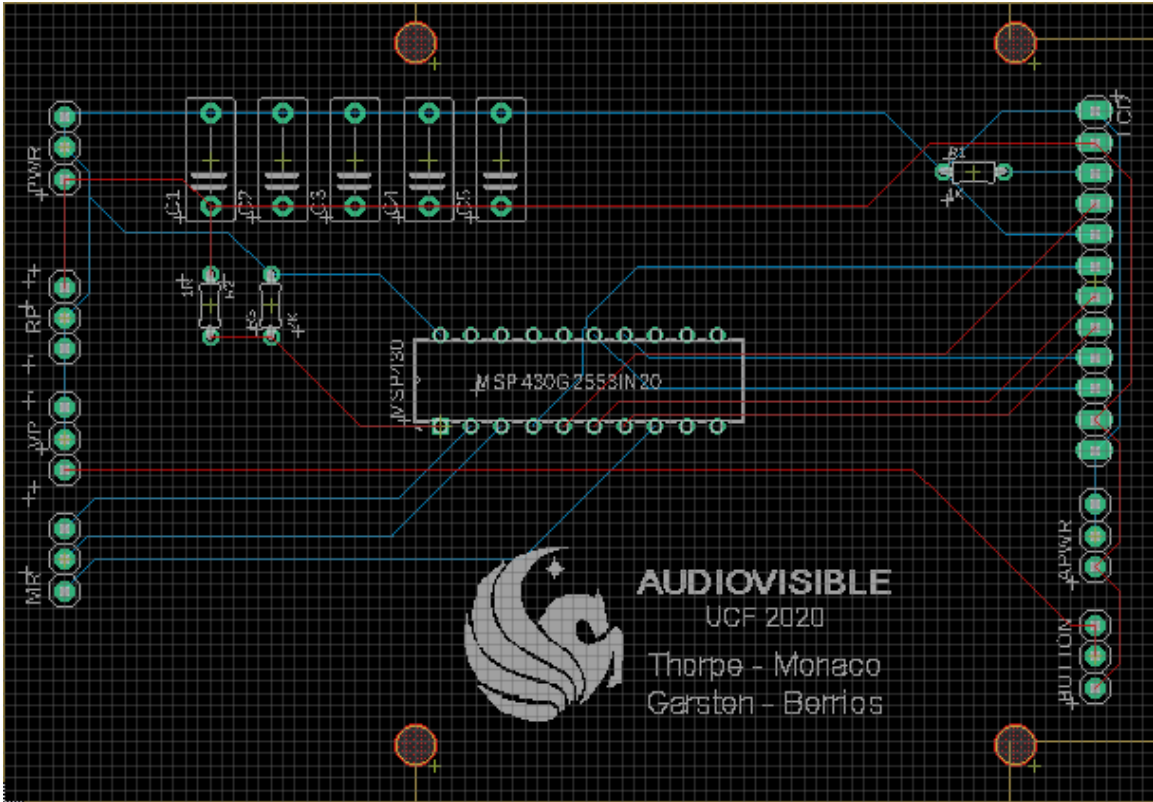 LCD
PWR
R1
1K
C1 C2 C3 C4 C5
RP
R2
R3
MSP430
MSP430G2553IN20
VP
APWR
MR
AUDIOVISIBLE
UCF 2020
BUTTON
Thorpe - Monaco
Garsten - Berrios